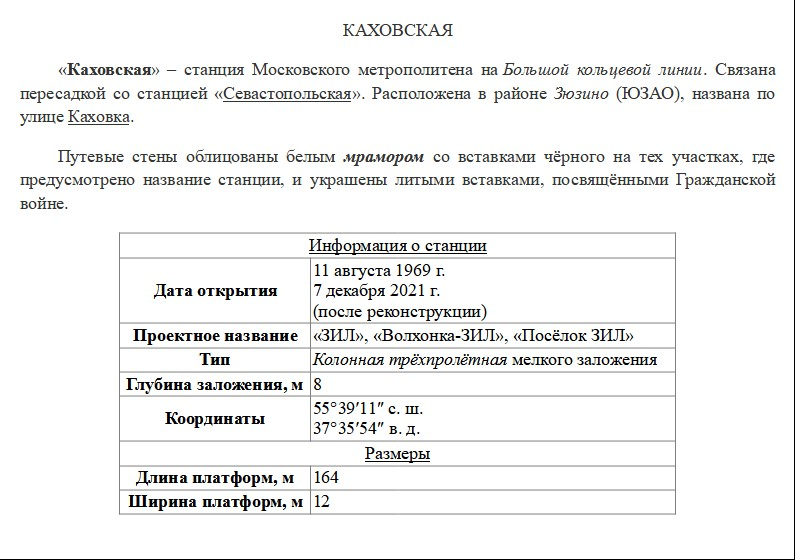 КАХОВСКАЯ
«Каховская» – станция Московского метрополитена на Большой кольцевой линии. Связана
пересадкой со станцией «Севастопольская». Расположена в районе Зюзино (ЮЗАО), названа по
улице Каховка.
Путевые стены облицованы белым мрамором со вставками чёрного на тех участках, где
предусмотрено название станции, и украшены литыми вставками, посвящёнными Гражданской
войне.
Информация о станции
Дата открытия
11 августа 1969 г.
7 декабря 2021 г.
(после реконструкции)
Проектное название «ЗИЛ», «Волхонка-ЗИЛ», «Посёлок ЗИЛ»
Тип Колонная трёхпролётная мелкого заложения
Глубина заложения, м 8
Координаты
55°39′11″ с. ш.
37°35′54″ в. д.
Размеры
Длина платформ, м 164
Ширина платформ, м 12